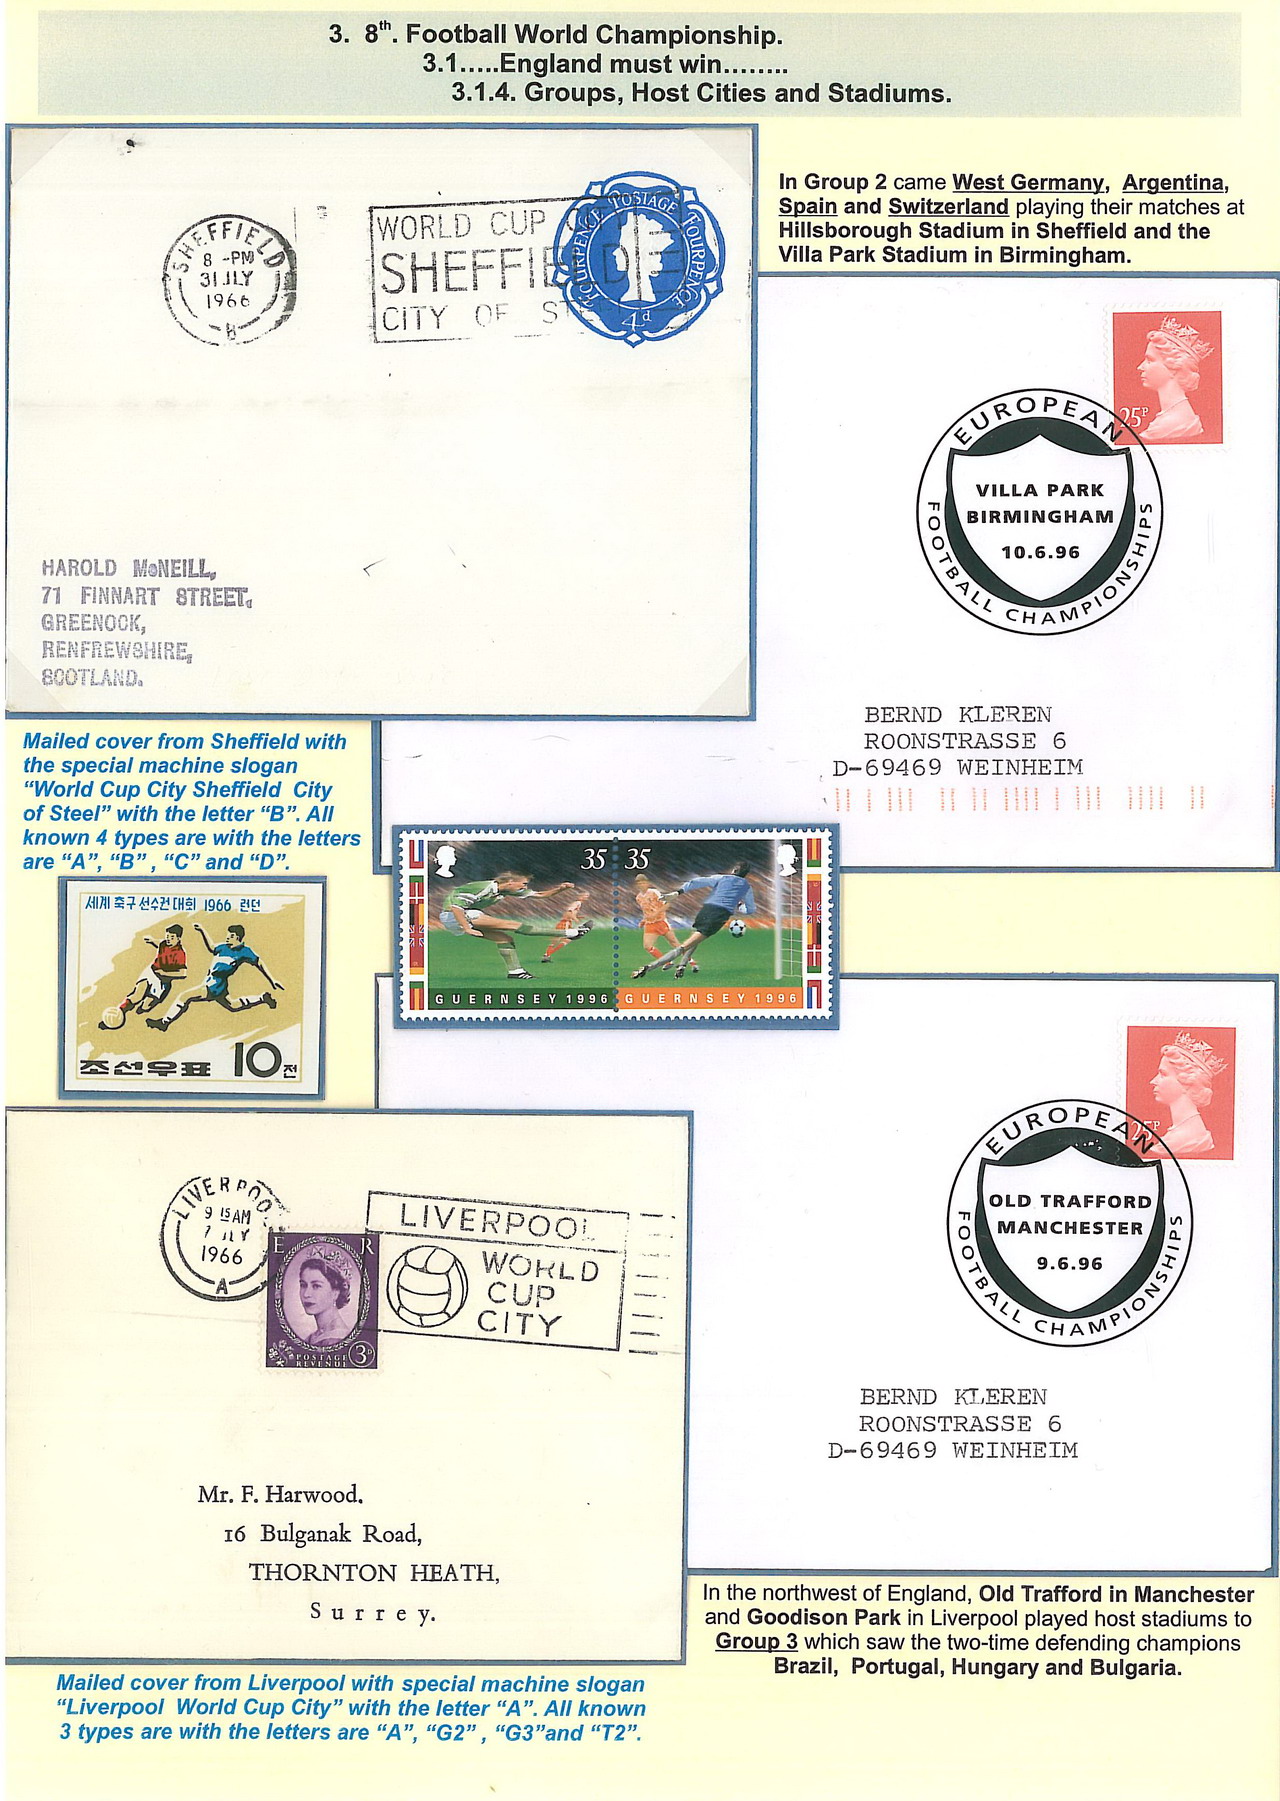 3. 8th. Football World Championship.
3.1.....England must win........
3.1.4. Groups, Host Cities and Stadiums.
SHEFFIELD
8 -PM
31 JLY
1966
B
WORLD CUP
SHEFFIELD
CITY OF
POSTAGE
FOURPENCE
FOURPENCE
4d
HAROLD McNEILL,
71 FINNART STREET,
GREENOCK,
RENFREWSHIRE,
SCOTLAND.
In Group 2 came West Germany, Argentina,
Spain and Switzerland playing their matches at
Hillsborough Stadium in Sheffield and the
Villa Park Stadium in Birmingham.
25P
EUROPEAN
VILLA PARK
BIRMINGHAM
10.6.96
FOOTBALL CHAMPIONSHIPS
BERND KLEREN
ROONSTRASSE 6
D-69469 WEINHEIM
Mailed cover from Sheffield with
the special machine slogan
“World Cup City Sheffield City
of Steel” with the letter “B”. All
known 4 types are with the letters
are “A”, “B” , “C” and “D”.
세계 축구 선수권 대회 1966 런던
조선우표 10전
35 35
GUERNSEY 1996 GUERNSEY 1996
25P
EUROPEAN
OLD TRAFFORD
MANCHESTER
9.6.96
FOOTBALL CHAMPIONSHIPS
BERND KLEREN
ROONSTRASSE 6
D-69469 WEINHEIM
LIVERPOO
9 15 AM
7 JLY
1966
A
E R
POSTAGE
REVENUE
3D
LIVERPOOL
WORLD
CUP
CITY
Mr. F. Harwood.
16 Bulganak Road,
THORNTON HEATH,
Surrey.
In the northwest of England, Old Trafford in Manchester
and Goodison Park in Liverpool played host stadiums to
Group 3 which saw the two-time defending champions
Brazil, Portugal, Hungary and Bulgaria.
Mailed cover from Liverpool with special machine slogan
“Liverpool World Cup City” with the letter “A”. All known
3 types are with the letters are “A”, “G2” , “G3”and “T2”.